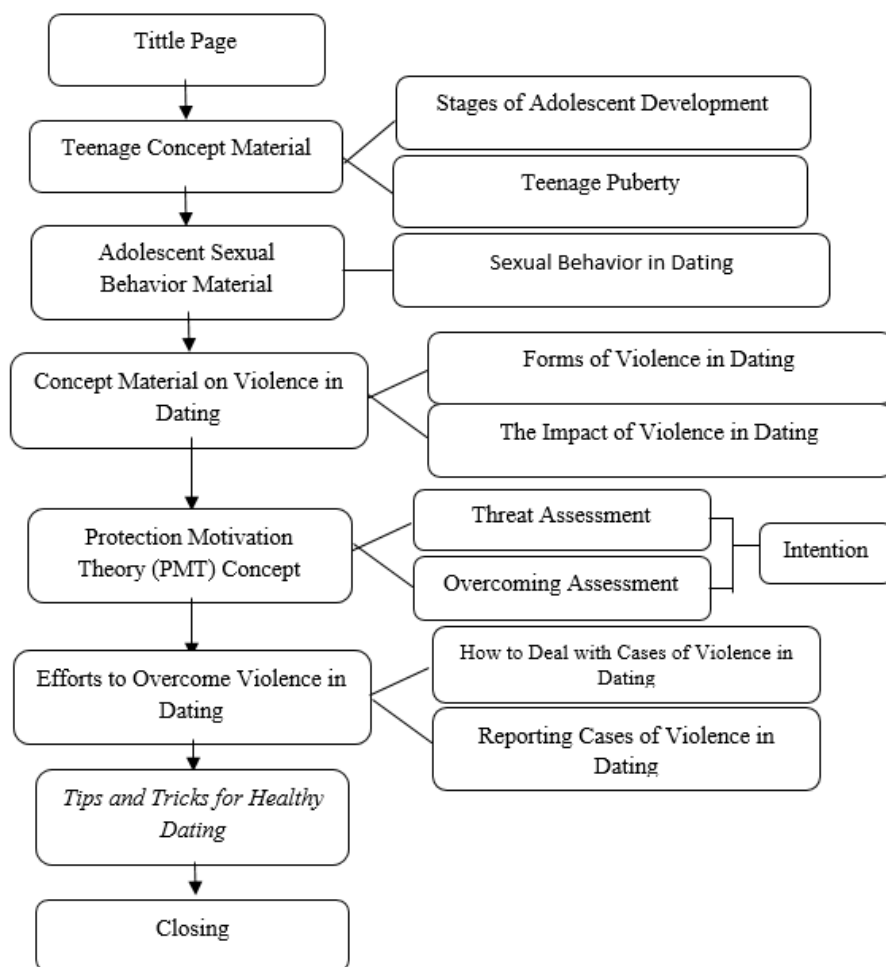 Tittle Page
Teenage Concept Material
Stages of Adolescent Development
Teenage Puberty
Adolescent Sexual
Behavior Material
Sexual Behavior in Dating
Concept Material on Violence in
Dating
Forms of Violence in Dating
The Impact of Violence in Dating
Protection Motivation
Theory (PMT) Concept
Threat Assessment
Overcoming Assessment
Intention
Efforts to Overcome Violence in
Dating
How to Deal with Cases of Violence in
Dating
Reporting Cases of Violence in
Dating
Tips and Tricks for Healthy
Dating
Closing